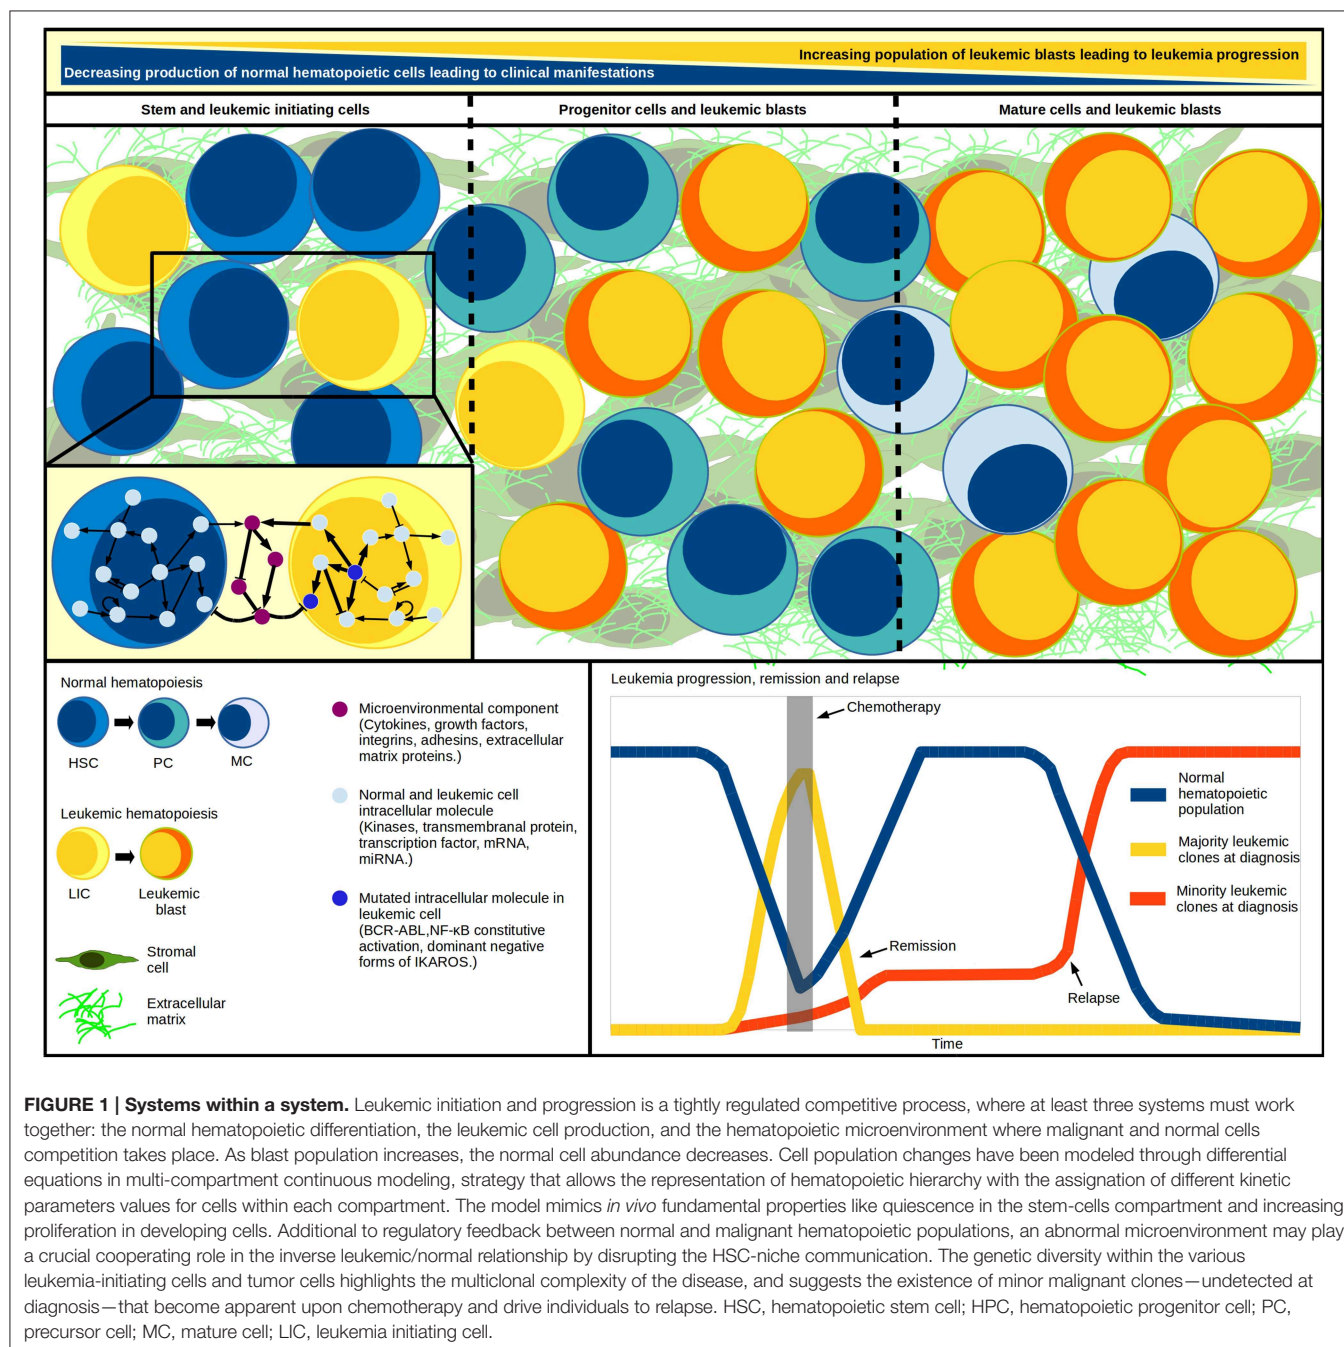 Increasing population of leukemic blasts leading to leukemia progression
Decreasing production of normal hematopoietic cells leading to clinical manifestations
Stem and leukemic initiating cells
Progenitor cells and leukemic blasts
Mature cells and leukemic blasts
Normal hematopoiesis
HSC
PC
MC
Leukemic hematopoiesis
LIC
Leukemic
blast
Stromal
cell
Extracellular
matrix
Microenvironmental component
(Cytokines, growth factors,
integrins, adhesins, extracellular
matrix proteins.)
Normal and leukemic cell
intracellular molecule
(Kinases, transmembranal protein,
transcription factor, mRNA,
miRNA.)
Mutated intracellular molecule in
leukemic cell
(BCR-ABL,NF-κB constitutive
activation, dominant negative
forms of IKAROS.)
Leukemia progression, remission and relapse
Chemotherapy
Normal
hematopoietic
population
Majority leukemic
clones at diagnosis
Minority leukemic
clones at diagnosis
Remission
Relapse
Time
FIGURE 1 | Systems within a system. Leukemic initiation and progression is a tightly regulated competitive process, where at least three systems must work
together: the normal hematopoietic differentiation, the leukemic cell production, and the hematopoietic microenvironment where malignant and normal cells
competition takes place. As blast population increases, the normal cell abundance decreases. Cell population changes have been modeled through differential
equations in multi-compartment continuous modeling, strategy that allows the representation of hematopoietic hierarchy with the assignation of different kinetic
parameters values for cells within each compartment. The model mimics in vivo fundamental properties like quiescence in the stem-cells compartment and increasing
proliferation in developing cells. Additional to regulatory feedback between normal and malignant hematopoietic populations, an abnormal microenvironment may play
a crucial cooperating role in the inverse leukemic/normal relationship by disrupting the HSC-niche communication. The genetic diversity within the various
leukemia-initiating cells and tumor cells highlights the multiclonal complexity of the disease, and suggests the existence of minor malignant clones—undetected at
diagnosis—that become apparent upon chemotherapy and drive individuals to relapse. HSC, hematopoietic stem cell; HPC, hematopoietic progenitor cell; PC,
precursor cell; MC, mature cell; LIC, leukemia initiating cell.